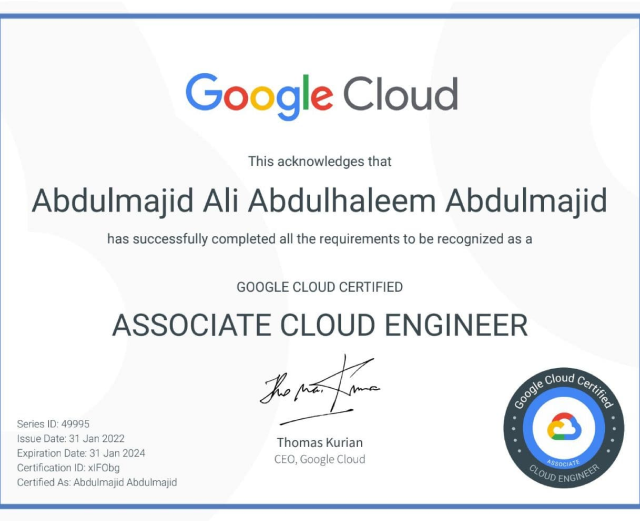 Google Cloud
This acknowledges that
Abdulmajid Ali Abdulhaleem Abdulmajid
has successfully completed all the requirements to be recognized as a
GOOGLE CLOUD CERTIFIED
ASSOCIATE CLOUD ENGINEER
Thomas Kurian
CEO, Google Cloud
Series ID: 49995
Issue Date: 31 Jan 2022
Expiration Date: 31 Jan 2024
Certification ID: xIFObg
Certified As: Abdulmajid Abdulmajid
Google Cloud Certified
ASSOCIATE
CLOUD ENGINEER